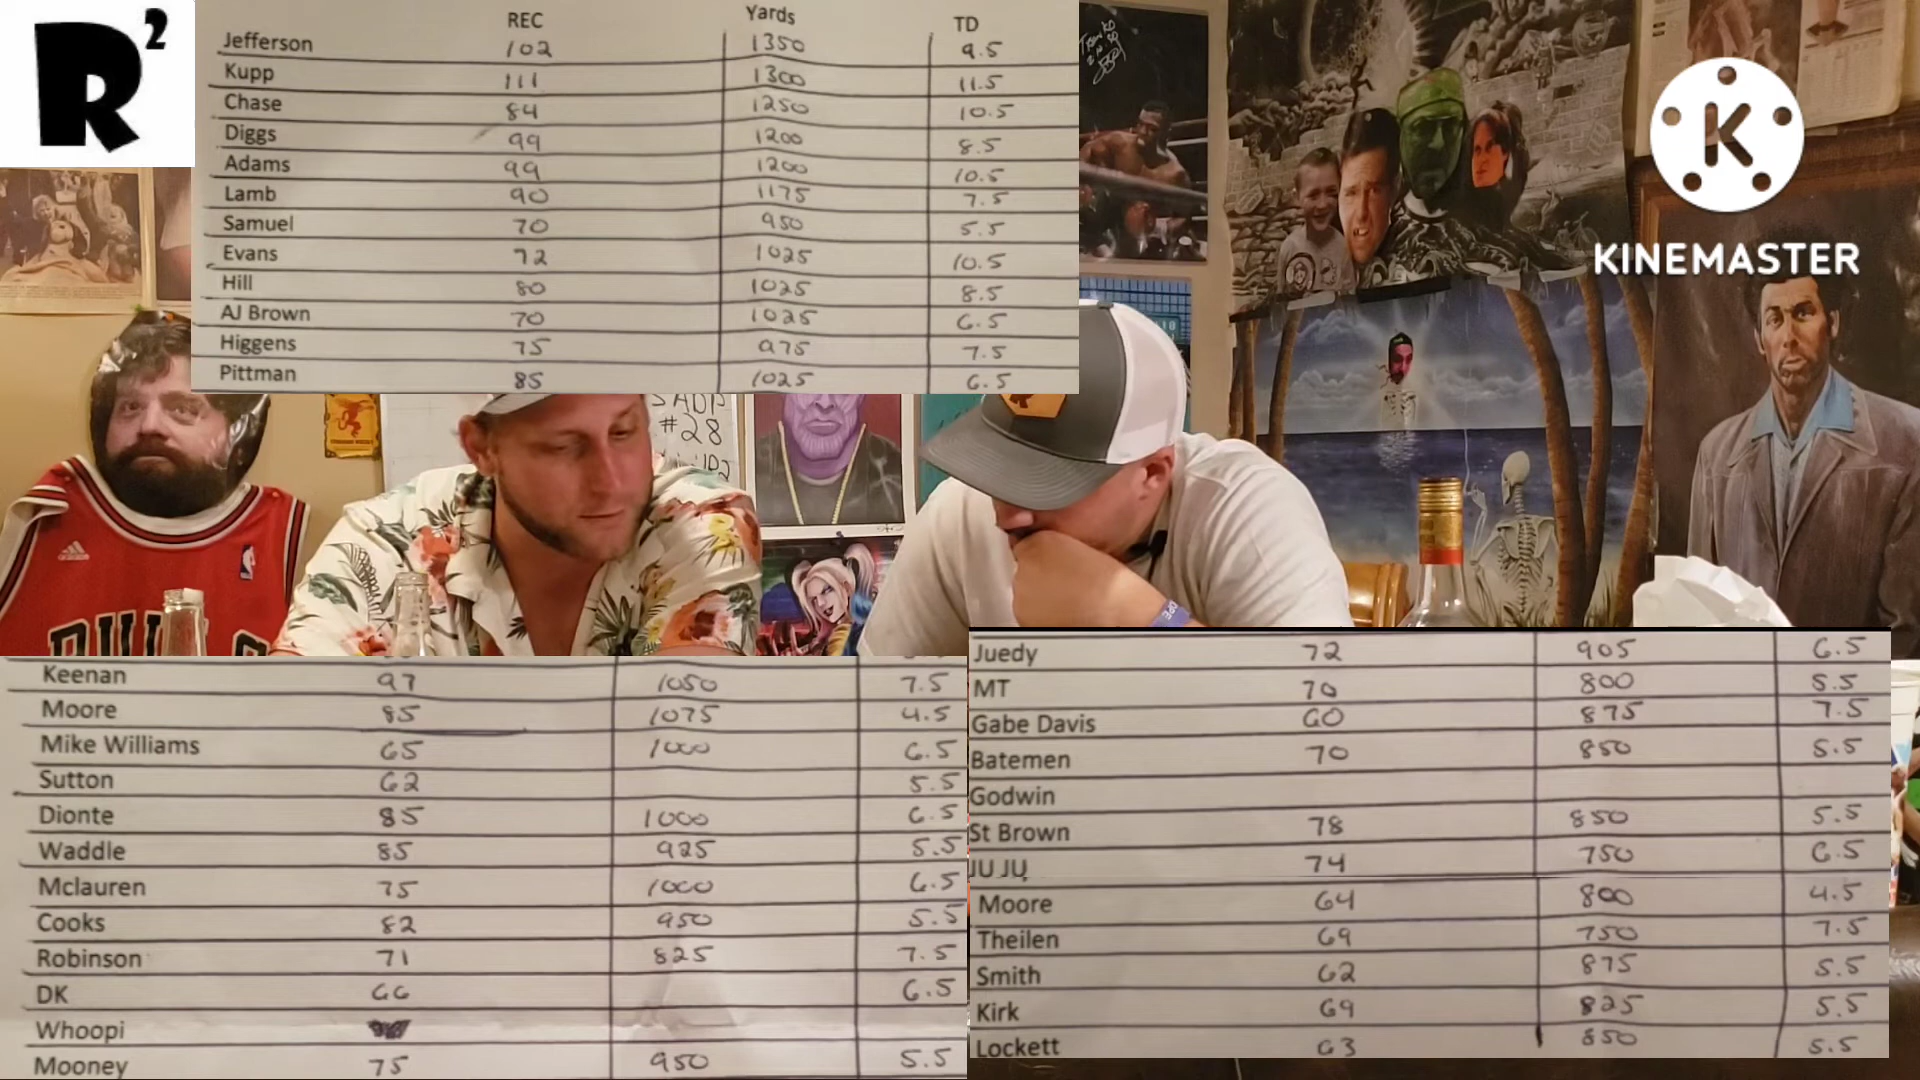 R²
REC Yards TD
Jefferson 102 1350 9.5
Kupp 111 1300 11.5
Chase 84 1250 10.5
Diggs 99 1200 8.5
Adams 99 1200 10.5
Lamb 90 1175 7.5
Samuel 70 950 5.5
Evans 72 1025 10.5
Hill 80 1025 8.5
AJ Brown 70 1025 6.5
Higgens 75 975 7.5
Pittman 85 1025 6.5
K
KINEMASTER
#28
adidas
Keenan 97 1050 7.5
Moore 85 1075 4.5
Mike Williams 65 1000 6.5
Sutton 62 5.5
Dionte 85 1000 6.5
Waddle 85 925 5.5
Mclauren 75 1000 6.5
Cooks 82 950 5.5
Robinson 71 825 7.5
DK 66 6.5
Whoopi
Mooney 75 950 5.5
Juedy 72 905 6.5
MT 70 800 5.5
Gabe Davis 60 875 7.5
Batemen 70 850 5.5
Godwin
St Brown 78 850 5.5
JU JU 74 750 6.5
Moore 64 800 4.5
Theilen 69 750 7.5
Smith 62 875 5.5
Kirk 69 825 5.5
Lockett 63 850 5.5